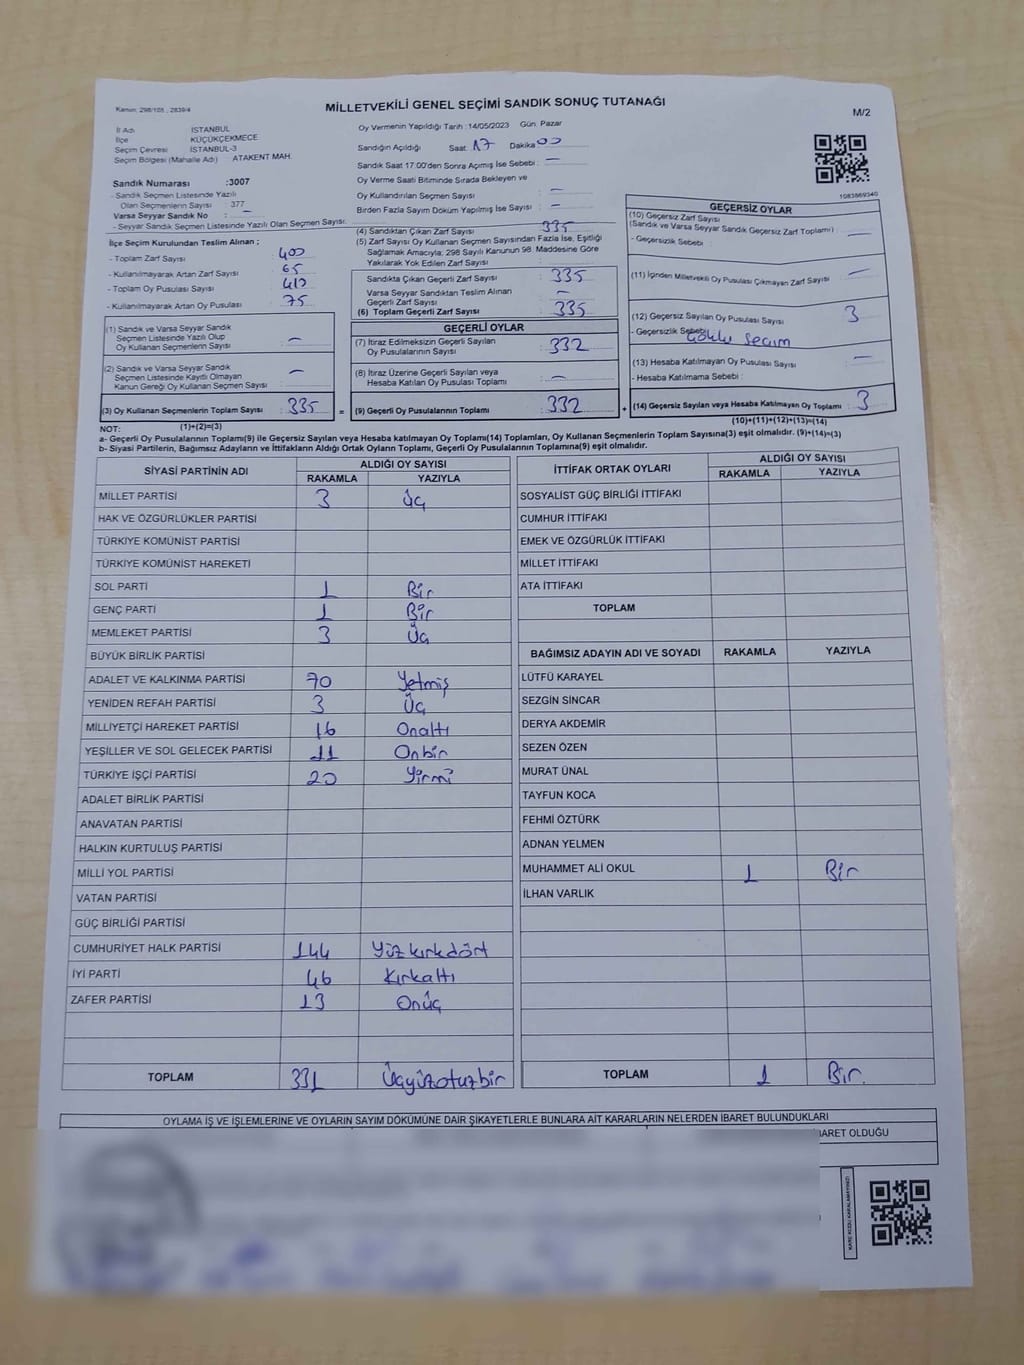 Kanun: 298/105 , 2839/4
MİLLETVEKİLİ GENEL SEÇİMİ SANDIK SONUÇ TUTANAĞI
M/2
İl Adı İSTANBUL
İlçe KÜÇÜKÇEKMECE
Seçim Çevresi İSTANBUL-3
Seçim Bölgesi (Mahalle Adı) ATAKENT MAH.
Oy Vermenin Yapıldığı Tarih :14/05/2023 Gün: Pazar
Sandığın Açıldığı Saat: 17 Dakika: 00
Sandık Saat 17:00'den Sonra Açımış İse Sebebi : —
Oy Verme Saati Bitiminde Sırada Bekleyen ve
Oy Kullandırılan Seçmen Sayısı : —
Birden Fazla Sayım Döküm Yapılmış İse Sayısı : —
Sandık Numarası :3007
- Sandık Seçmen Listesinde Yazılı
Olan Seçmenlerin Sayısı : 377
Varsa Seyyar Sandık No : —
- Seyyar Sandık Seçmen Listesinde Yazılı Olan Seçmen Sayısı:
1083869340
İlçe Seçim Kurulundan Teslim Alınan ;
- Toplam Zarf Sayısı : 400
- Kullanılmayarak Artan Zarf Sayısı : 65
- Toplam Oy Pusulası Sayısı : 410
- Kullanılmayarak Artan Oy Pusulası : 75
(4) Sandıktan Çıkan Zarf Sayısı : 335
(5) Zarf Sayısı Oy Kullanan Seçmen Sayısından Fazla İse, Eşitliği
Sağlamak Amacıyla; 298 Sayılı Kanunun 98. Maddesine Göre
Yakılarak Yok Edilen Zarf Sayısı :
Sandıkta Çıkan Geçerli Zarf Sayısı : 335
Varsa Seyyar Sandıktan Teslim Alınan
Geçerli Zarf Sayısı : —
(6) Toplam Geçerli Zarf Sayısı : 335
GEÇERSİZ OYLAR
(10) Geçersiz Zarf Sayısı
(Sandık ve Varsa Seyyar Sandık Geçersiz Zarf Toplamı) : —
- Geçersizlik Sebebi :
(11) İçinden Milletvekili Oy Pusulası Çıkmayan Zarf Sayısı : —
(12) Geçersiz Sayılan Oy Pusulası Sayısı : 3
- Geçersizlik Sebebi: Çoklu seçim
(13) Hesaba Katılmayan Oy Pusulası Sayısı : —
- Hesaba Katılmama Sebebi :
(14) Geçersiz Sayılan veya Hesaba Katılmayan Oy Toplamı : 3
(10)+(11)+(12)+(13)=(14)
(1) Sandık ve Varsa Seyyar Sandık
Seçmen Listesinde Yazılı Olup
Oy Kullanan Seçmenlerin Sayısı : —
(2) Sandık ve Varsa Seyyar Sandık
Seçmen Listesinde Kayıtlı Olmayan
Kanun Gereği Oy Kullanan Seçmen Sayısı : —
(3) Oy Kullanan Seçmenlerin Toplam Sayısı : 335 =
(1)+(2)=(3)
GEÇERLİ OYLAR
(7) İtiraz Edilmeksizin Geçerli Sayılan
Oy Pusulalarının Sayısı : 332
(8) İtiraz Üzerine Geçerli Sayılan veya
Hesaba Katılan Oy Pusulası Toplamı : —
(9) Geçerli Oy Pusulalarının Toplamı : 332 +
NOT:
a- Geçerli Oy Pusulalarının Toplamı(9) ile Geçersiz Sayılan veya Hesaba katılmayan Oy Toplamı(14) Toplamları, Oy Kullanan Seçmenlerin Toplam Sayısına(3) eşit olmalıdır. (9)+(14)=(3)
b- Siyasi Partilerin, Bağımsız Adayların ve İttifakların Aldığı Ortak Oyların Toplamı, Geçerli Oy Pusulalarının Toplamına(9) eşit olmalıdır.
SİYASİ PARTİNİN ADI ALDIĞI OY SAYISI
RAKAMLA YAZIYLA
MİLLET PARTİSİ 3 Üç
HAK VE ÖZGÜRLÜKLER PARTİSİ
TÜRKİYE KOMÜNİST PARTİSİ
TÜRKİYE KOMÜNİST HAREKETİ
SOL PARTİ 1 Bir
GENÇ PARTİ 1 Bir
MEMLEKET PARTİSİ 3 Üç
BÜYÜK BİRLİK PARTİSİ
ADALET VE KALKINMA PARTİSİ 70 Yetmiş
YENİDEN REFAH PARTİSİ 3 Üç
MİLLİYETÇİ HAREKET PARTİSİ 16 Onaltı
YEŞİLLER VE SOL GELECEK PARTİSİ 11 Onbir
TÜRKİYE İŞÇİ PARTİSİ 20 Yirmi
ADALET BİRLİK PARTİSİ
ANAVATAN PARTİSİ
HALKIN KURTULUŞ PARTİSİ
MİLLİ YOL PARTİSİ
VATAN PARTİSİ
GÜÇ BİRLİĞİ PARTİSİ
CUMHURİYET HALK PARTİSİ 144 Yüzkırkdört
İYİ PARTİ 46 Kırkaltı
ZAFER PARTİSİ 13 Onüç
TOPLAM 331 Üçyüzotuzbir
İTTİFAK ORTAK OYLARI ALDIĞI OY SAYISI
RAKAMLA YAZIYLA
SOSYALİST GÜÇ BİRLİĞİ İTTİFAKI
CUMHUR İTTİFAKI
EMEK VE ÖZGÜRLÜK İTTİFAKI
MİLLET İTTİFAKI
ATA İTTİFAKI
TOPLAM
BAĞIMSIZ ADAYIN ADI VE SOYADI RAKAMLA YAZIYLA
LÜTFÜ KARAYEL
SEZGİN SİNCAR
DERYA AKDEMİR
SEZEN ÖZEN
MURAT ÜNAL
TAYFUN KOCA
FEHMİ ÖZTÜRK
ADNAN YELMEN
MUHAMMET ALİ OKUL 1 Bir
İLHAN VARLIK
TOPLAM 1 Bir.
OYLAMA İŞ VE İŞLEMLERİNE VE OYLARIN SAYIM DÖKÜMÜNE DAİR ŞİKAYETLERLE BUNLARA AİT KARARLARIN NELERDEN İBARET BULUNDUKLARI
İBARET OLDUĞU
KARE KODU KARALAMAYINIZ!